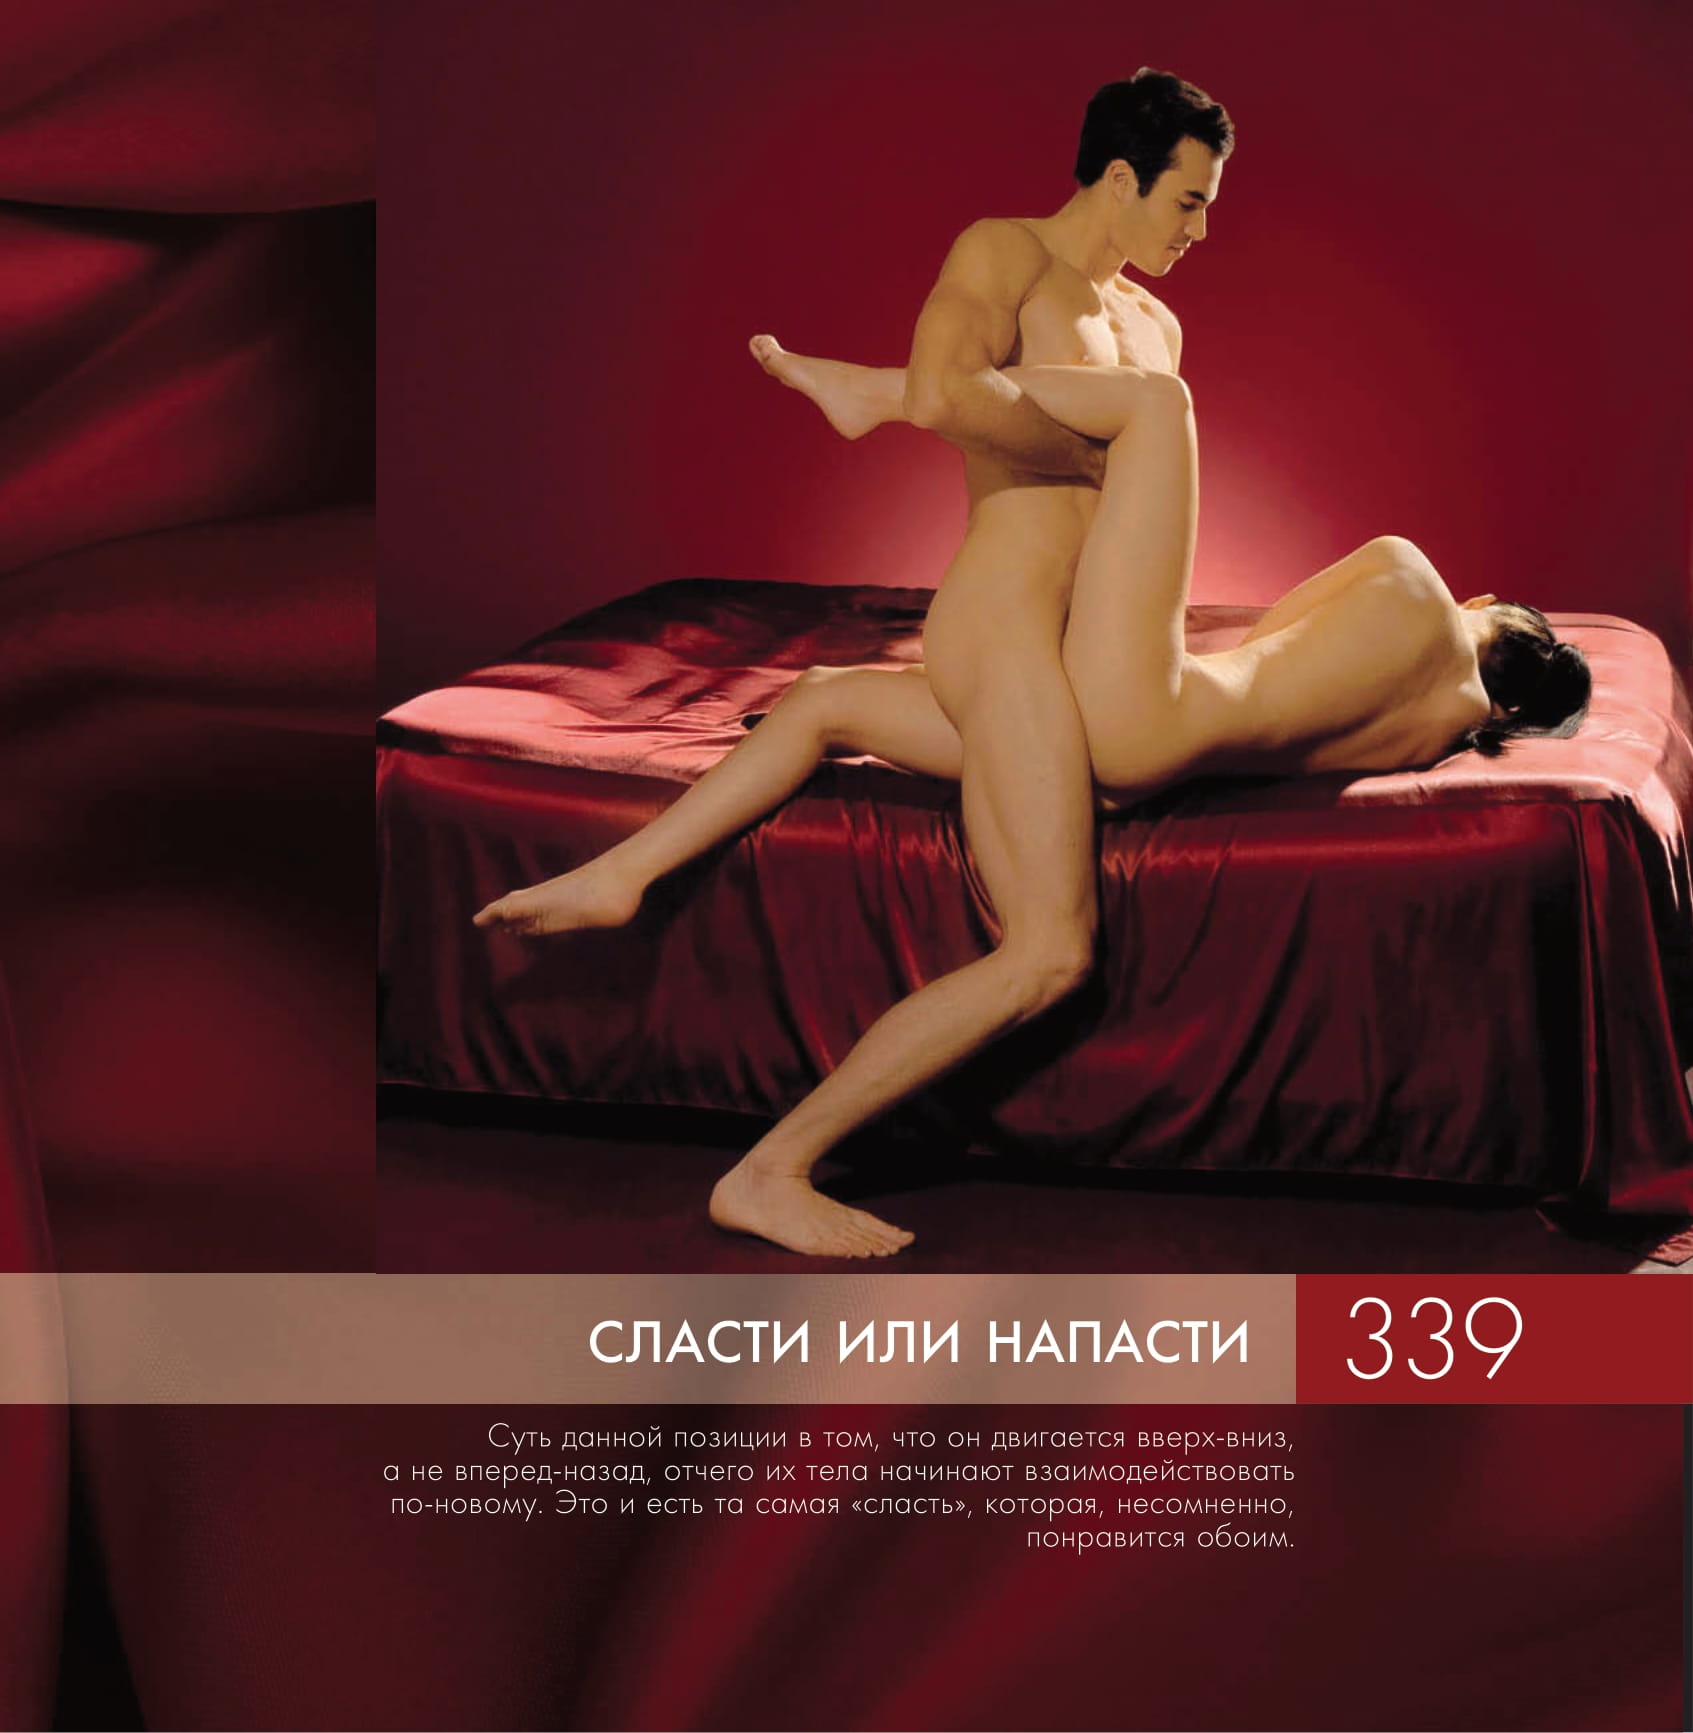 СЛАСТИ ИЛИ НАПАСТИ
339
Суть данной позиции в том, что он двигается вверх-вниз,
а не вперед-назад, отчего их тела начинают взаимодействовать
по-новому. Это и есть та самая «сласть», которая, несомненно,
понравится обоим.